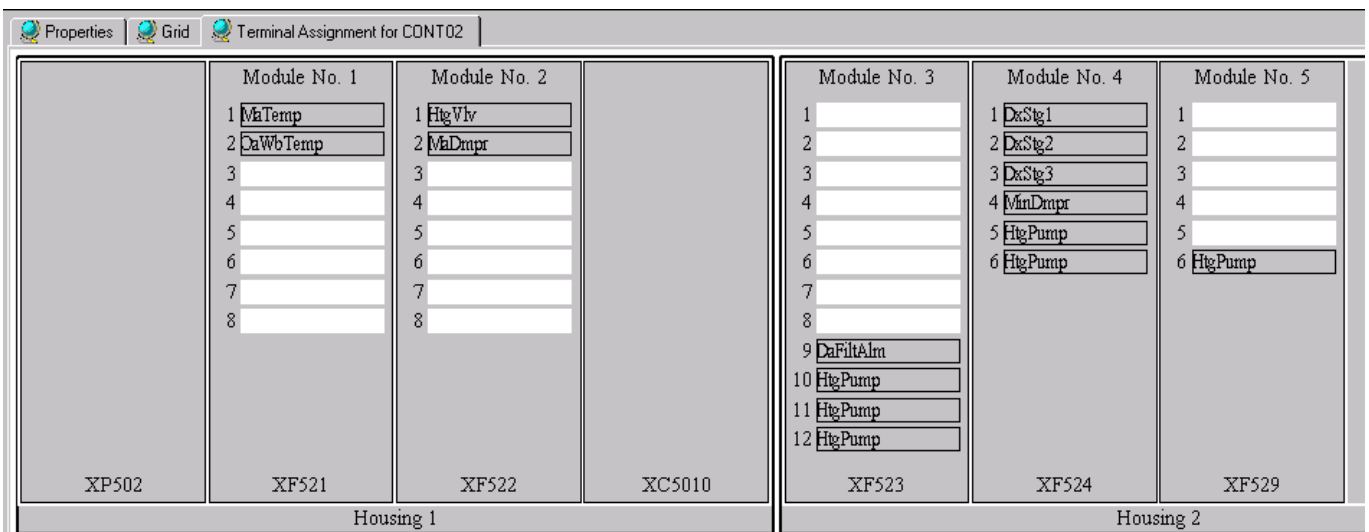 Properties Grid Terminal Assignment for CONT02
Module No. 1 Module No. 2 Module No. 3 Module No. 4 Module No. 5
1 MaTemp 1 HtgVlv 1 1 DxStg1 1
2 OaWbTemp 2 MaDmpr 2 2 DxStg2 2
3 3 3 3 DxStg3 3
4 4 4 4 MinDmpr 4
5 5 5 5 HtgPump 5
6 6 6 6 HtgPump 6 HtgPump
7 7 7
8 8 8
9 DaFiltAlm
10 HtgPump
11 HtgPump
12 HtgPump
XP502 XF521 XF522 XC5010 XF523 XF524 XF529
Housing 1 Housing 2